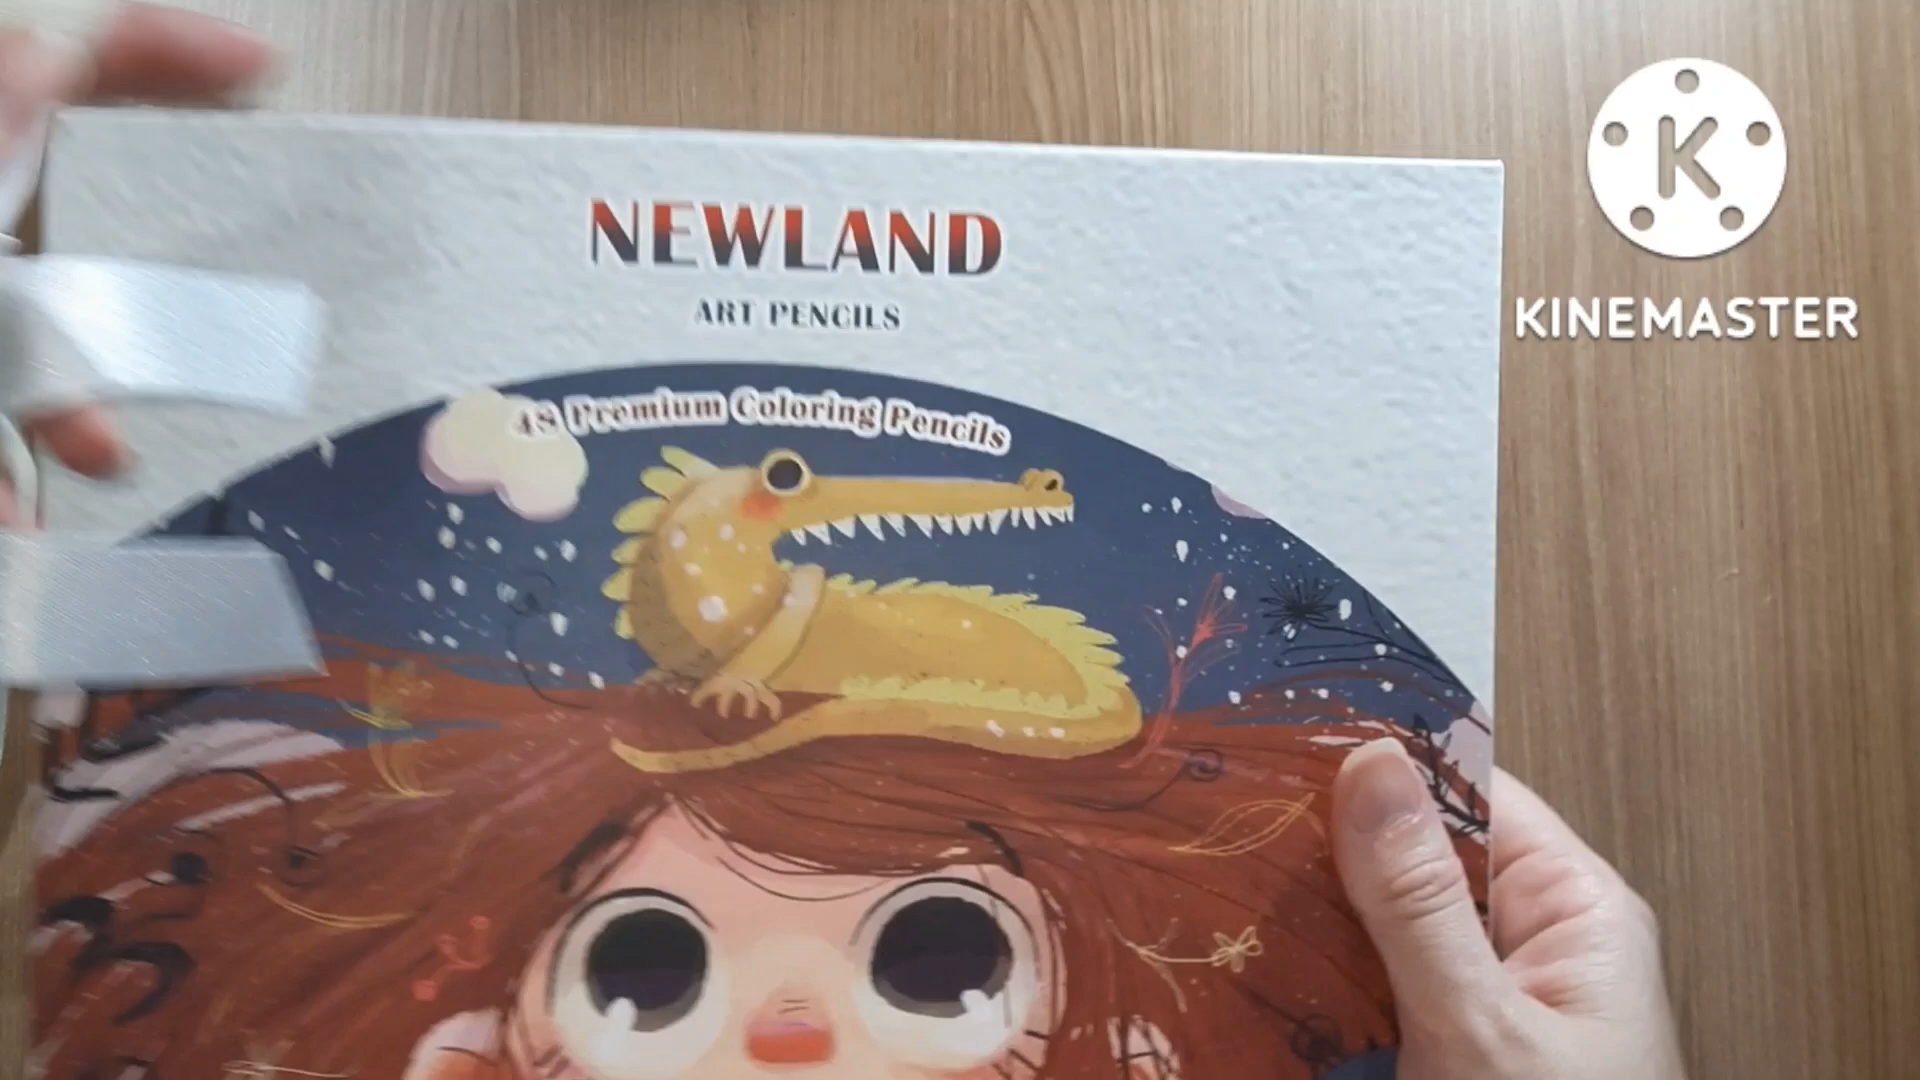 NEWLAND
ART PENCILS
48 Premium Coloring Pencils
K
KINEMASTER